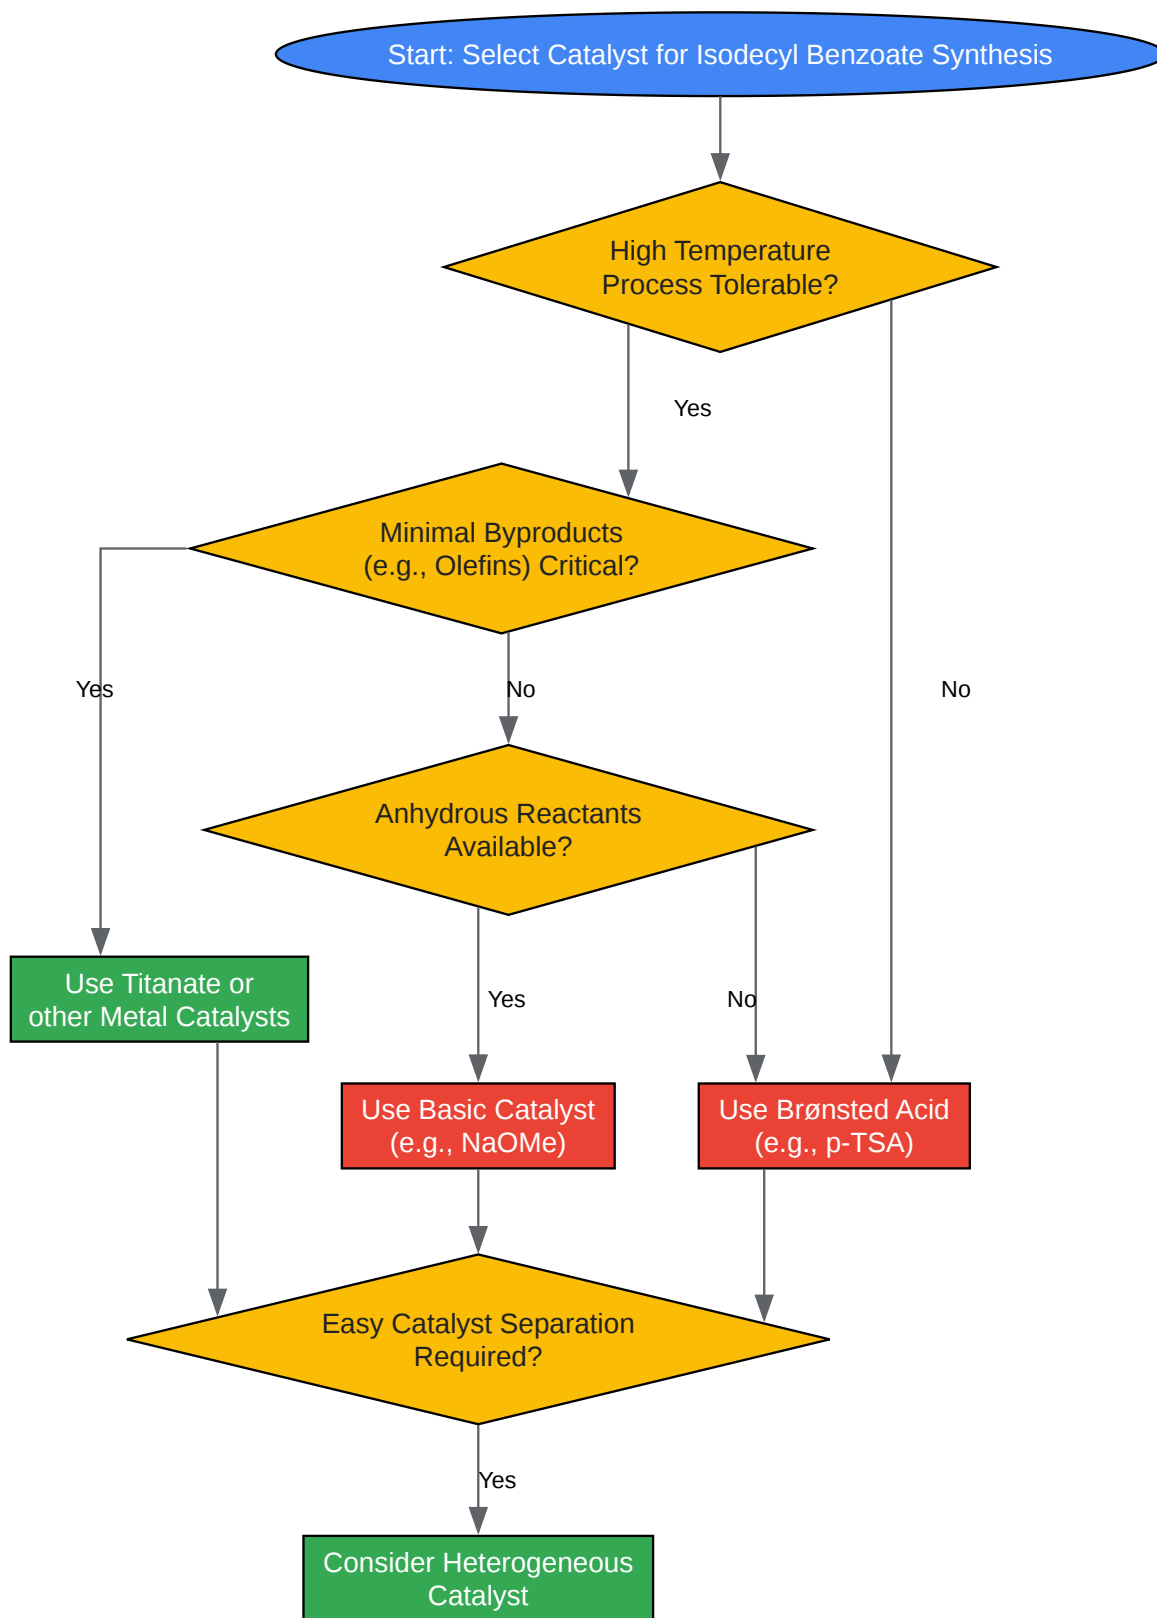 Start: Select Catalyst for Isodecyl Benzoate Synthesis
High Temperature
Process Tolerable?
Yes
Minimal Byproducts
(e.g., Olefins) Critical?
Yes
No
No
Anhydrous Reactants
Available?
Use Titanate or
other Metal Catalysts
Yes
No
Use Basic Catalyst
(e.g., NaOMe)
Use Brønsted Acid
(e.g., p-TSA)
Easy Catalyst Separation
Required?
Yes
Consider Heterogeneous
Catalyst